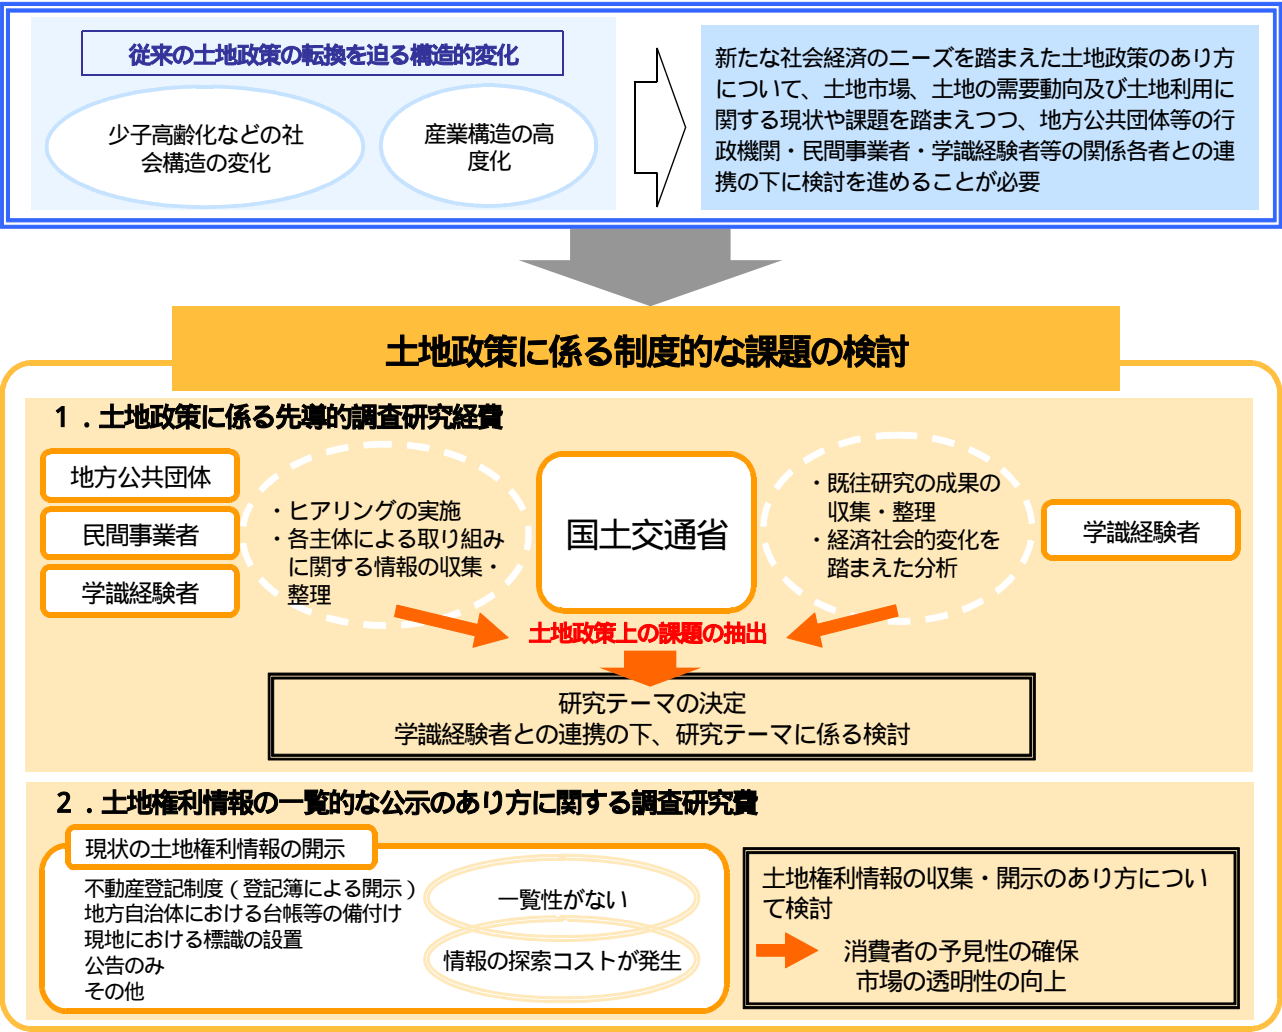 従来の土地政策の転換を迫る構造的変化
少子高齢化などの社
会構造の変化
産業構造の高
度化
新たな社会経済のニーズを踏まえた土地政策のあり方
について、土地市場、土地の需要動向及び土地利用に
関する現状や課題を踏まえつつ、地方公共団体等の行
政機関・民間事業者・学識経験者等の関係各者との連
携の下に検討を進めることが必要
土地政策に係る制度的な課題の検討
１．土地政策に係る先導的調査研究経費
地方公共団体
民間事業者
学識経験者
・ヒアリングの実施
・各主体による取り組み
に関する情報の収集・
整理
国土交通省
・既往研究の成果の
収集・整理
・経済社会的変化を
踏まえた分析
学識経験者
土地政策上の課題の抽出
研究テーマの決定
学識経験者との連携の下、研究テーマに係る検討
２．土地権利情報の一覧的な公示のあり方に関する調査研究費
現状の土地権利情報の開示
不動産登記制度（登記簿による開示）
地方自治体における台帳等の備付け
現地における標識の設置
公告のみ
その他
一覧性がない
情報の探索コストが発生
土地権利情報の収集・開示のあり方につい
て検討
消費者の予見性の確保
市場の透明性の向上